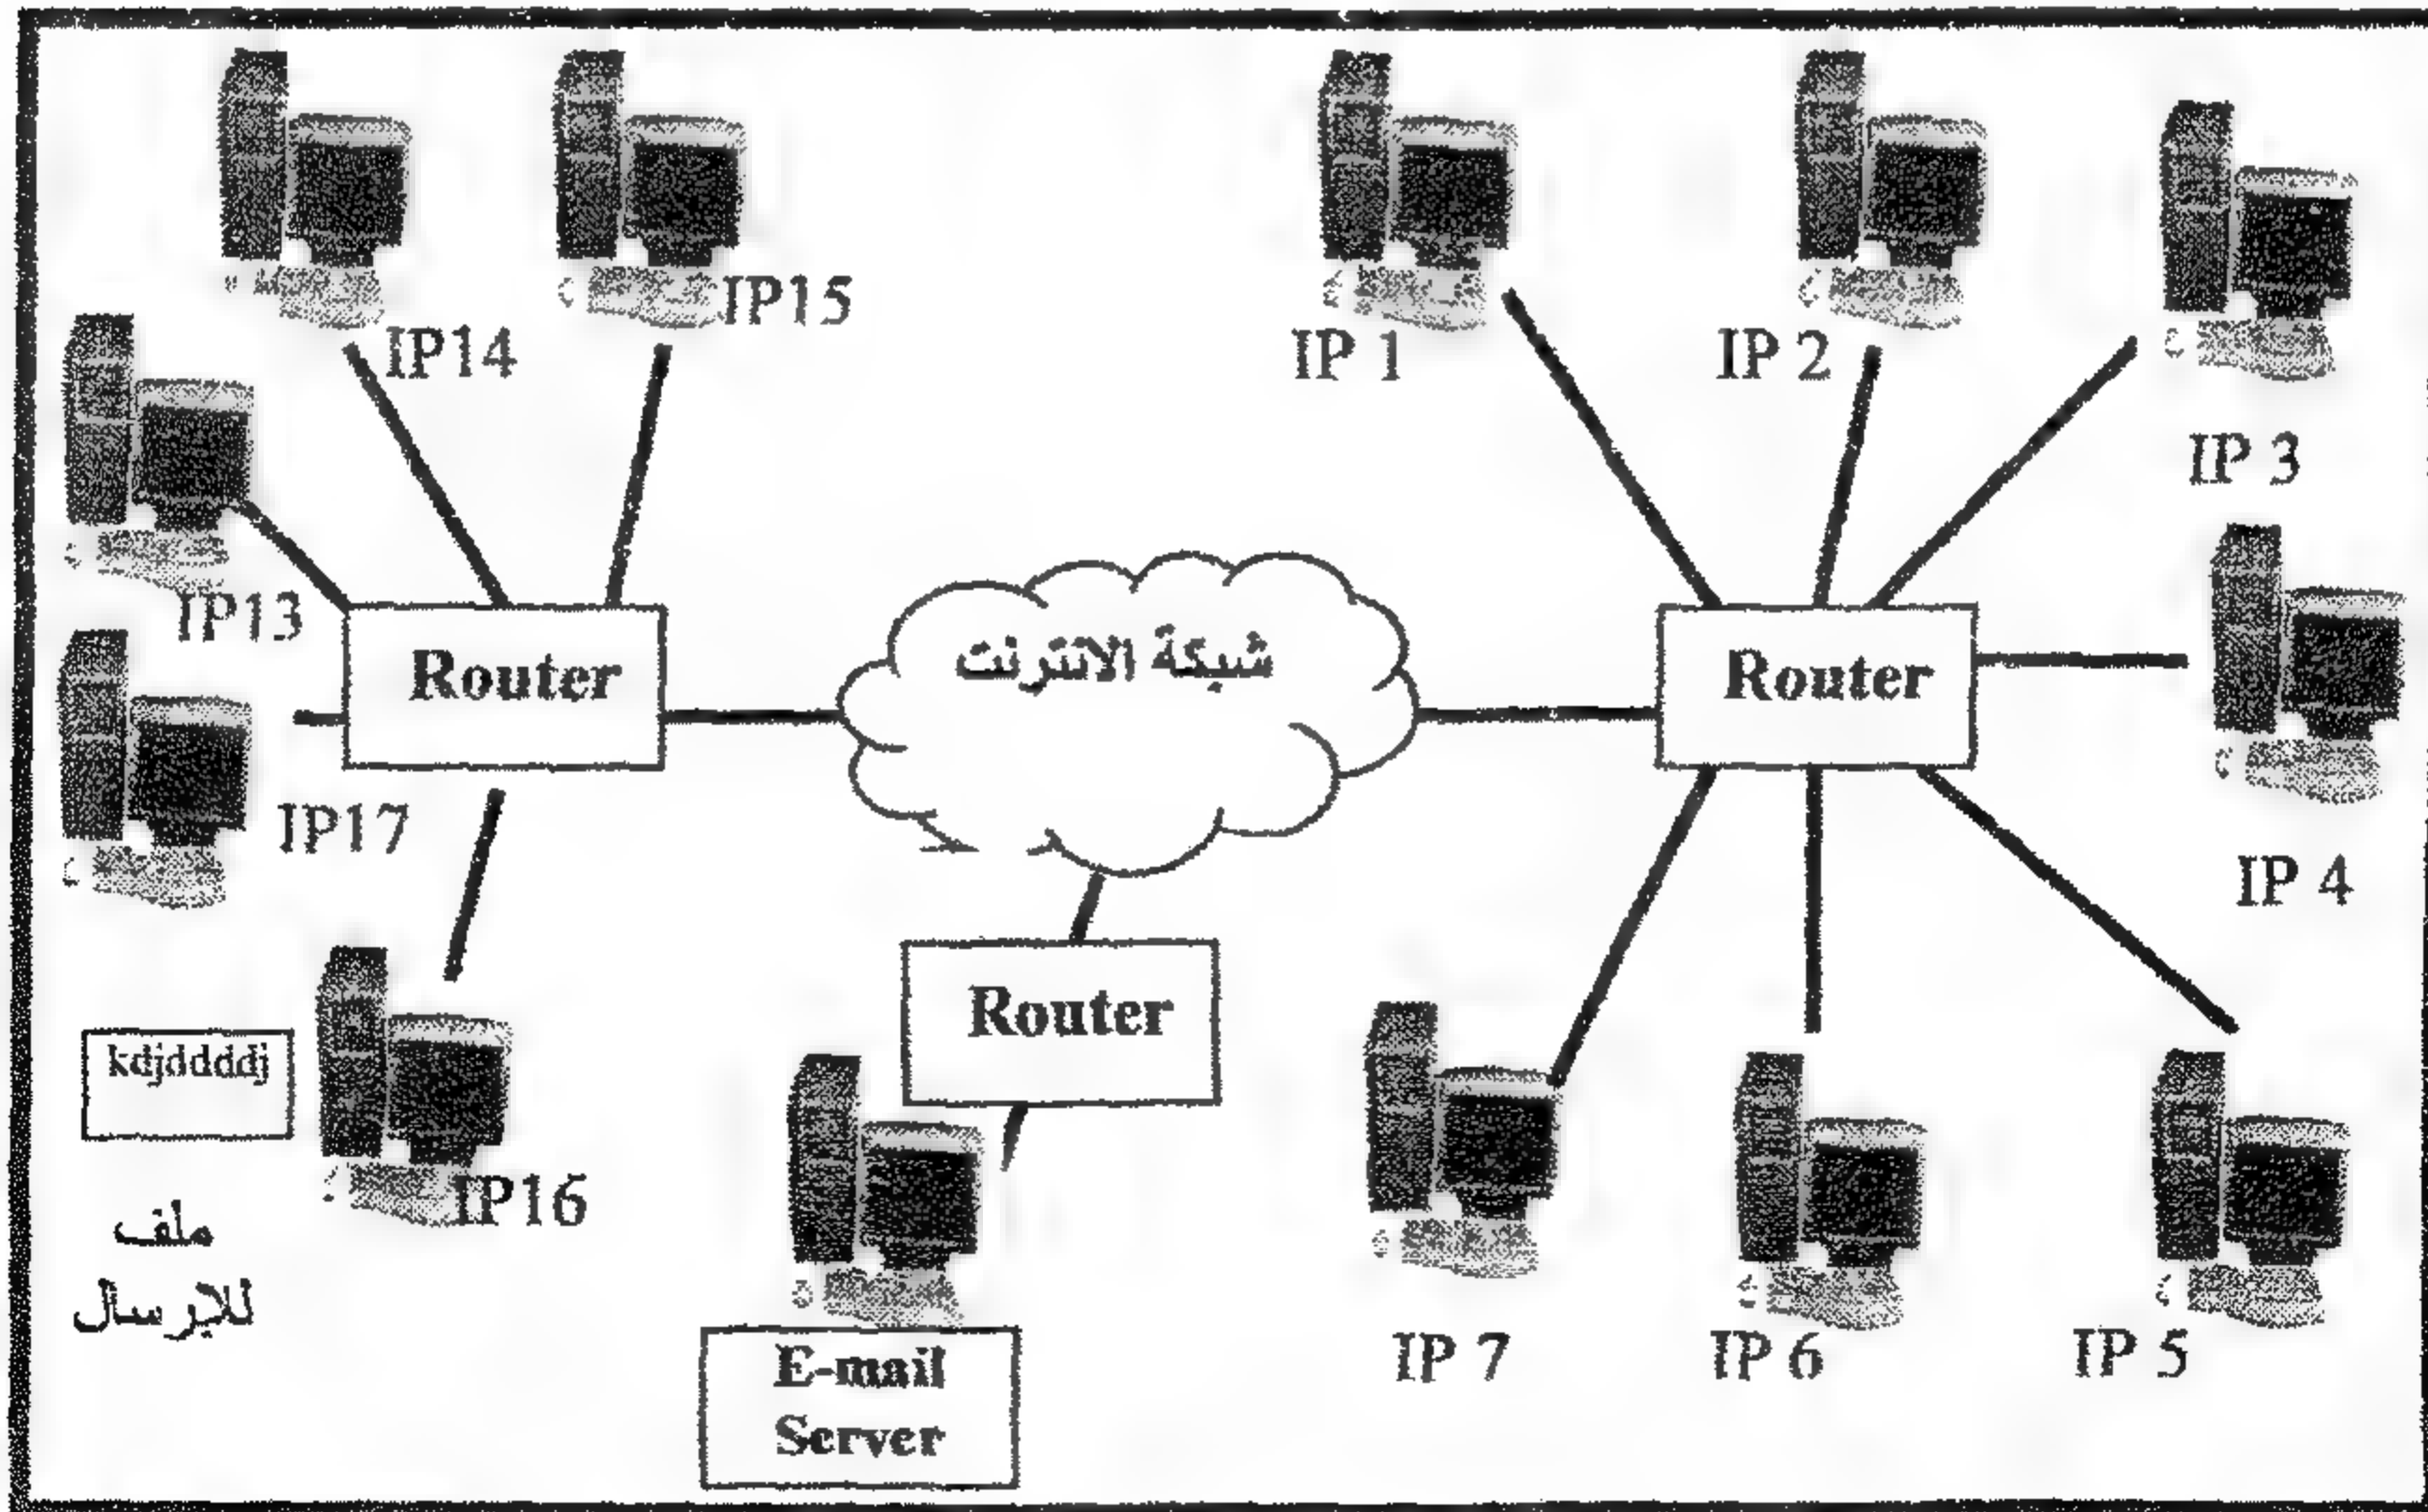 IP14
IP15
IP 1
IP 2
IP 3
IP13
Router
شبكة الانترنت
Router
IP17
IP 4
kdjddddj
IP16
ملف
للإرسال
Router
E-mail
Server
IP 7
IP 6
IP 5